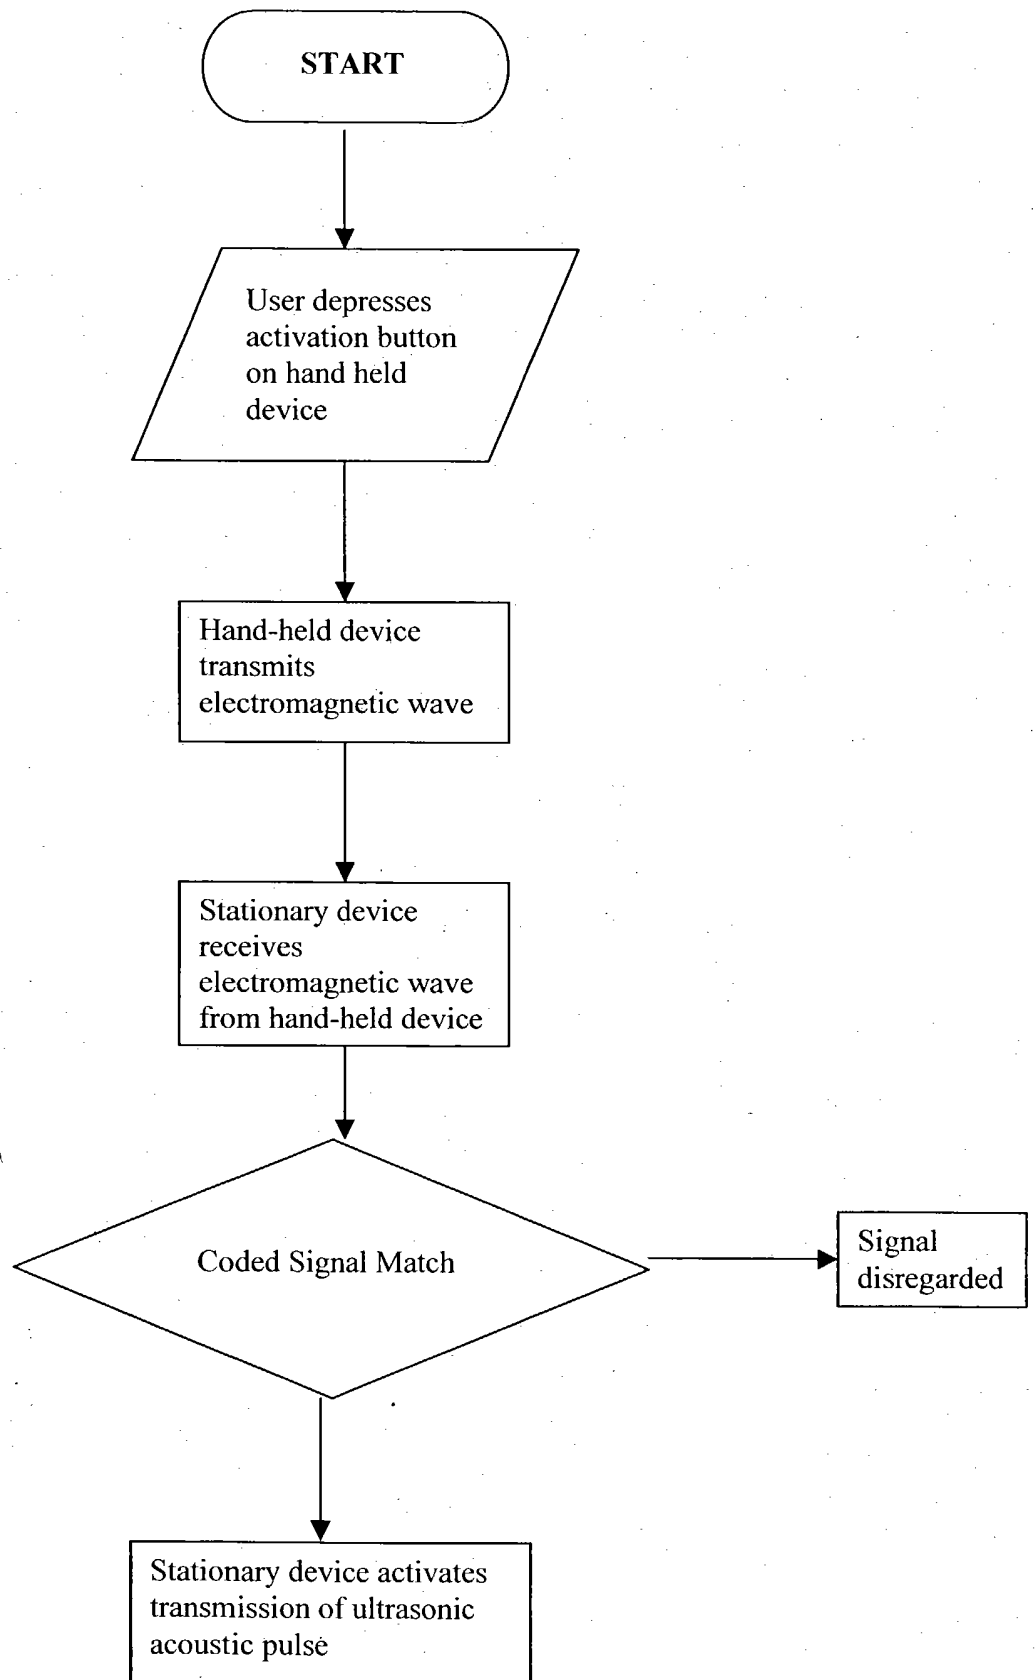 START
User depresses
activation button
on hand held
device
Hand-held device
transmits
electromagnetic wave
Stationary device
receives
electromagnetic wave
from hand-held device
Coded Signal Match
Signal
disregarded
Stationary device activates
transmission of ultrasonic
acoustic pulse